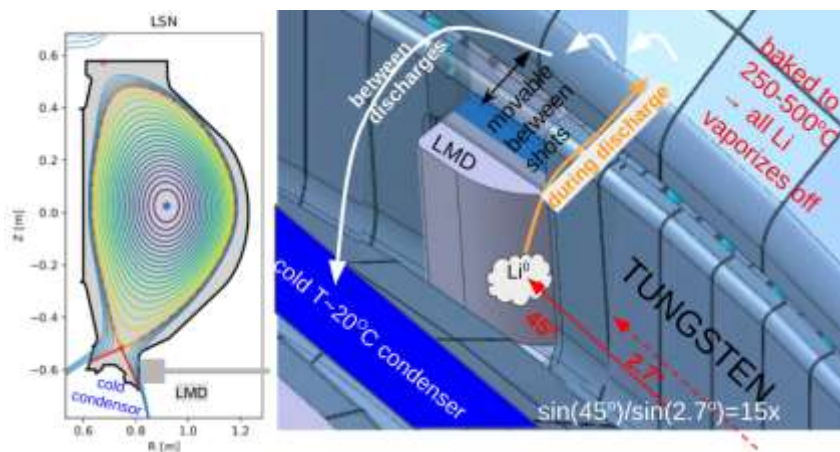 LSN
0.6
0.4
0.2
0.0
−0.2
−0.4
−0.6
Z [m]
cold
condensor
LMD
0.6
0.8
1.0
1.2
R [m]
between
discharges
movable
between
shots
LMD
during discharge
baked to
250-500°C
→ all Li
vaporizes off
Li⁰
45°
2.7°
TUNGSTEN
cold T~20°C condenser
sin(45°)/sin(2.7°)=15x